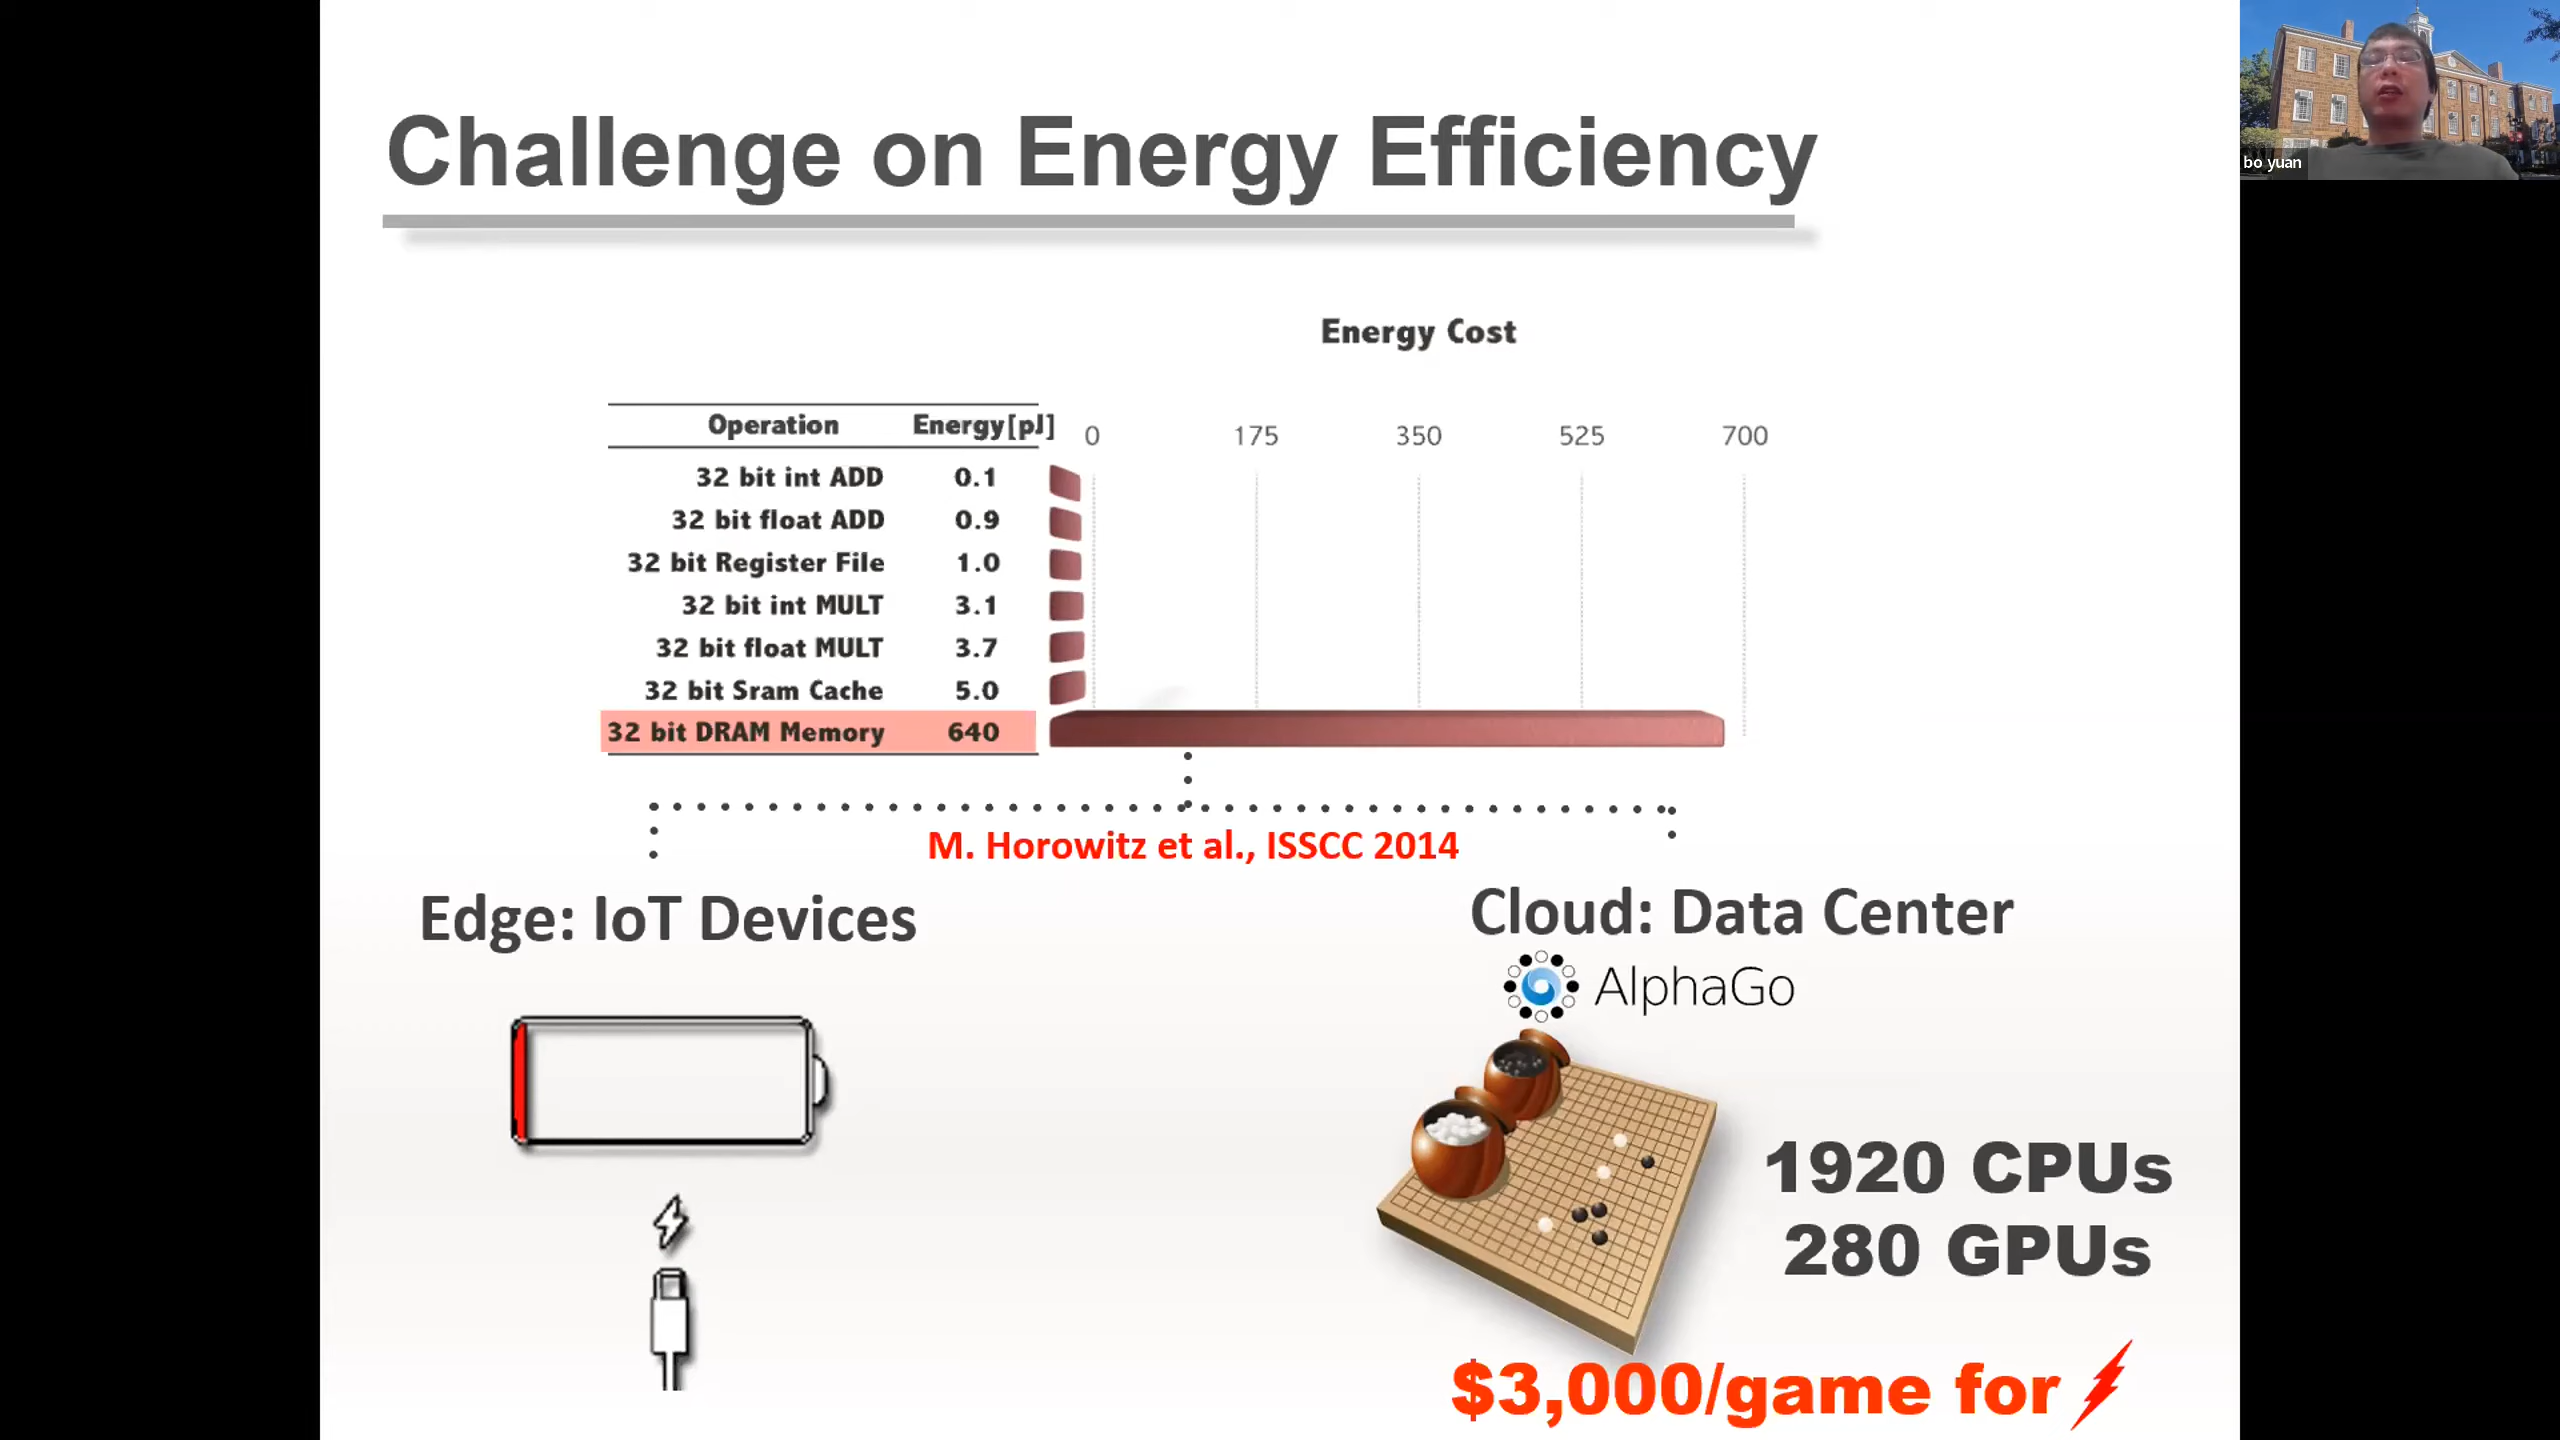 Challenge on Energy Efficiency
bo yuan
Energy Cost
Operation Energy[pJ] 0 175 350 525 700
32 bit int ADD 0.1
32 bit float ADD 0.9
32 bit Register File 1.0
32 bit int MULT 3.1
32 bit float MULT 3.7
32 bit Sram Cache 5.0
32 bit DRAM Memory 640
M. Horowitz et al., ISSCC 2014
Edge: IoT Devices
Cloud: Data Center
AlphaGo
1920 CPUs
280 GPUs
$3,000/game for